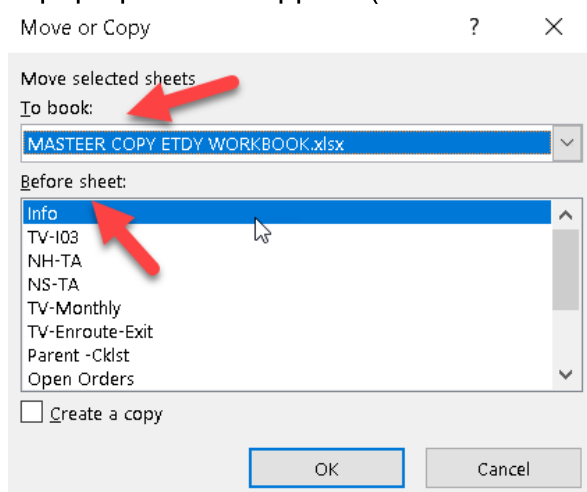 Move or Copy ? ×
Move selected sheets
To book:
MASTEER COPY ETDY WORKBOOK.xlsx
Before sheet:
Info
TV-I03
NH-TA
NS-TA
TV-Monthly
TV-Enroute-Exit
Parent -Cklst
Open Orders
Create a copy
OK Cancel